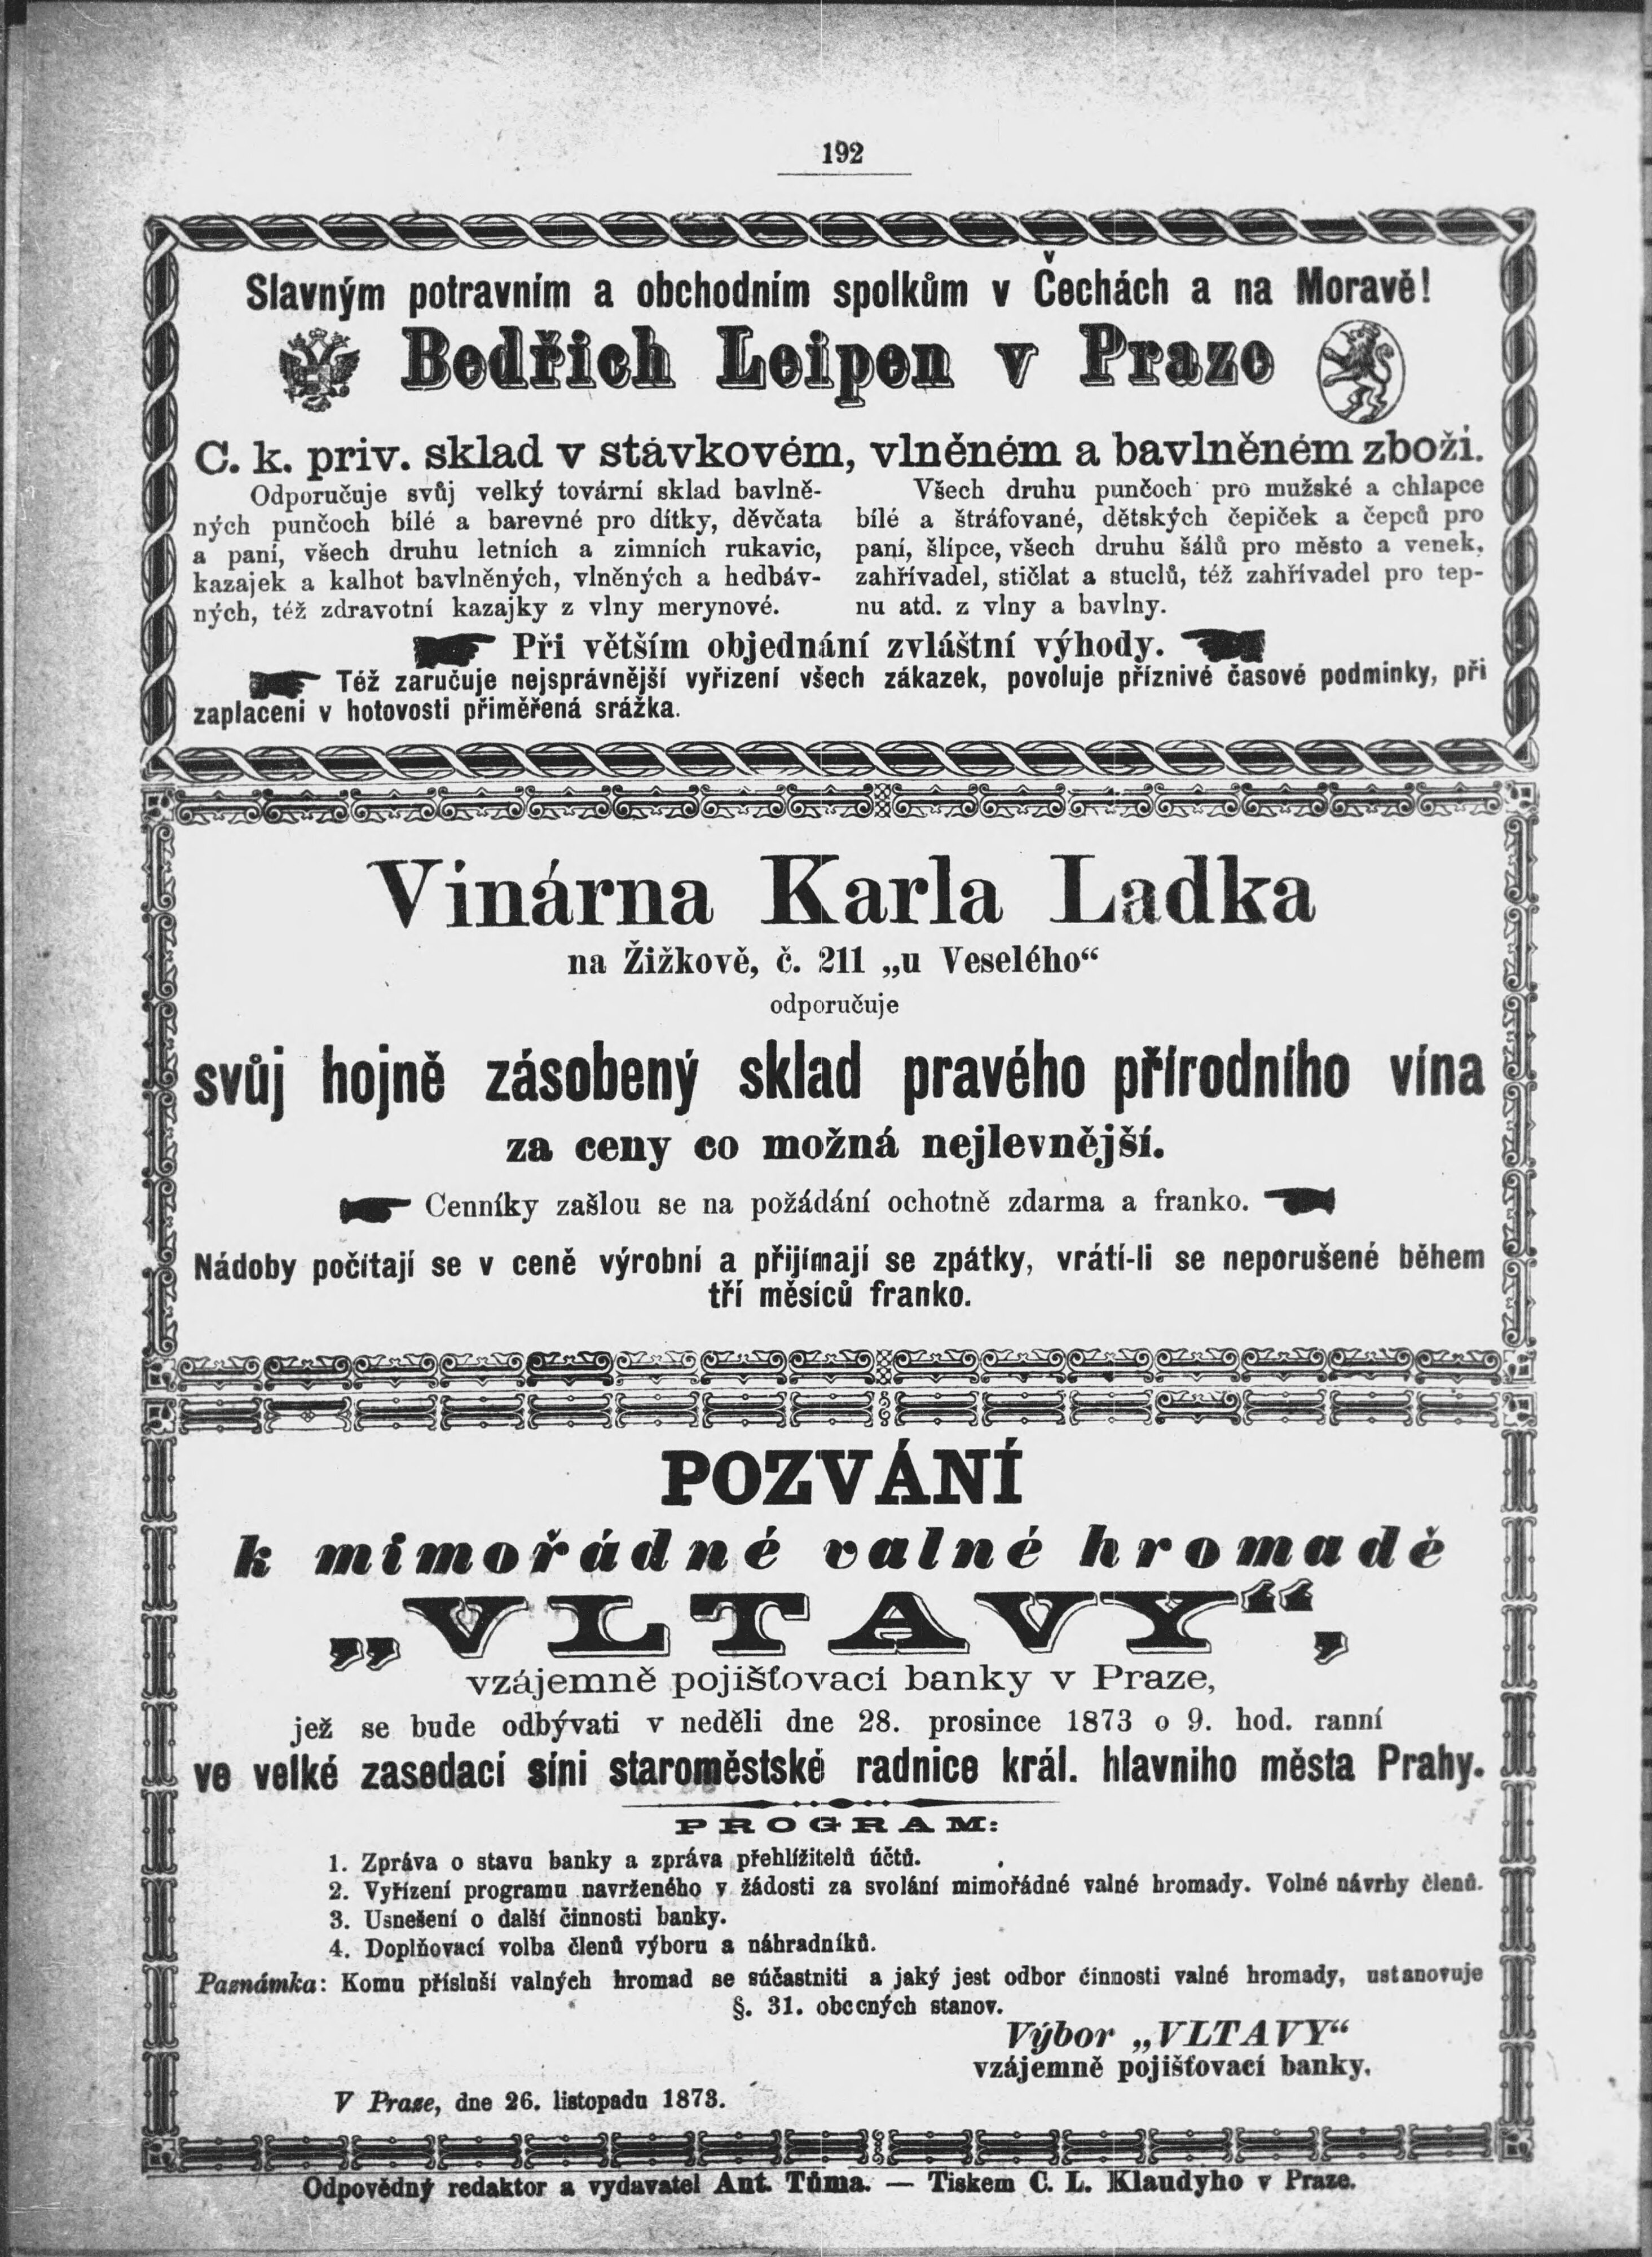 192
Slavným potravním a obchodním spolkům v Čechách a na Moravě!
Bedřich Leipen v Praze
C. k. priv. sklad v stávkovém, vlněném a bavlněném zboží.
Odporučuje svůj velký tovární sklad bavlně-
ných punčoch bílé a barevné pro dítky, děvčata
a paní, všech druhu letních a zimních rukavic,
kazajek a kalhot bavlněných, vlněných a hedbáv-
ných, též zdravotní kazajky z vlny merynové.
Všech druhu punčoch pro mužské a chlapce
bílé a štráfované, dětských čepiček a čepců pro
paní, šlipce, všech druhu šálů pro město a venek,
zahřívadel, stičlat a stuclů, též zahřívadel pro tep-
nu atd. z vlny a bavlny.
Při větším objednání zvláštní výhody.
Též zaručuje nejsprávnější vyřízení všech zákazek, povoluje příznivé časové podminky, při
zaplacení v hotovosti přiměřená srážka.
Vinárna Karla Ladka
na Žižkově, č. 211 „u Veselého“
odporučuje
svůj hojně zásobený sklad pravého přírodního vína
za ceny co možná nejlevnější.
Cenníky zašlou se na požádání ochotně zdarma a franko.
Nádoby počítají se v ceně výrobní a přijímají se zpátky, vrátí-li se neporušené během
tří měsíců franko.
POZVÁNÍ
k mimořádné valné hromadě
„VLTAVY“,
vzájemně pojišťovací banky v Praze,
jež se bude odbývati v neděli dne 28. prosince 1873 o 9. hod. ranní
ve velké zasedací síni staroměstské radnice král. hlavního města Prahy.
PROGRAM:
1. Zpráva o stavu banky a zpráva přehlížitelů účtů.
2. Vyřízení programu navrženého v žádosti za svolání mimořádné valné hromady. Volné návrhy členů.
3. Usnešení o další činnosti banky.
4. Doplňovací volba členů výboru a náhradníků.
Paznámka: Komu přísluší valných hromad se súčastniti a jaký jest odbor činnosti valné hromady, ustanovuje
§. 31. obecných stanov.
Výbor „VLTAVY“
vzájemně pojišťovací banky.
V Praze, dne 26. listopadu 1873.
Odpovědný redaktor a vydavatel Ant. Tůma. — Tiskem C. L. Klaudyho v Praze.